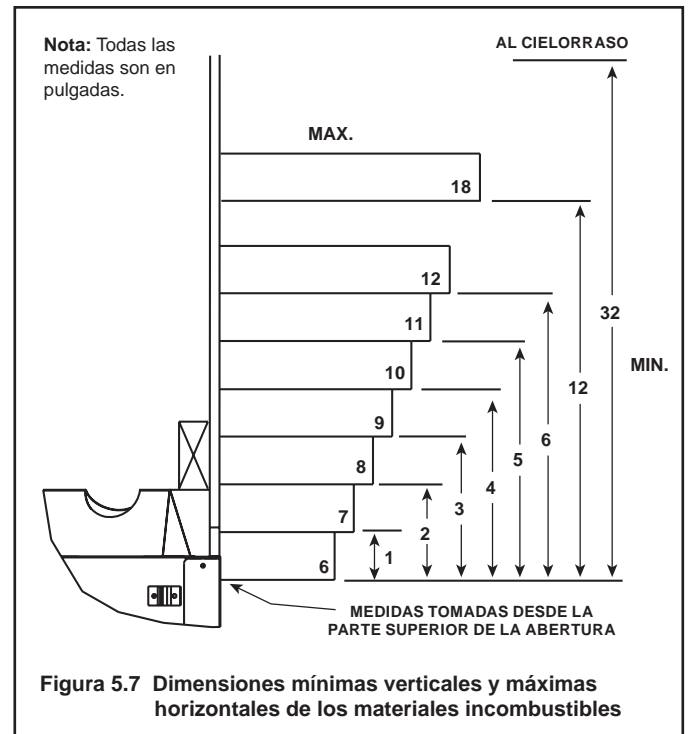 Nota: Todas las
medidas son en
pulgadas.
AL CIELORRASO
MAX.
18
12
11
10
9
8
7
6
1
2
3
4
5
6
12
32
MIN.
MEDIDAS TOMADAS DESDE LA
PARTE SUPERIOR DE LA ABERTURA
Figura 5.7 Dimensiones mínimas verticales y máximas
horizontales de los materiales incombustibles